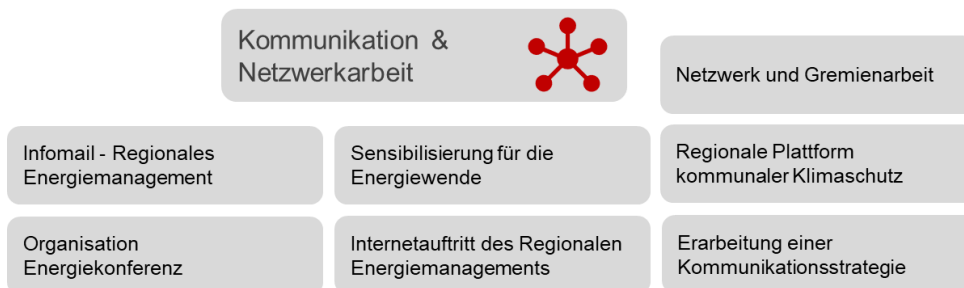 Kommunikation &
Netzwerkarbeit
Netzwerk und Gremienarbeit
Infomail - Regionales
Energiemanagement
Sensibilisierung für die
Energiewende
Regionale Plattform
kommunaler Klimaschutz
Organisation
Energiekonferenz
Internetauftritt des Regionalen
Energiemanagements
Erarbeitung einer
Kommunikationsstrategie